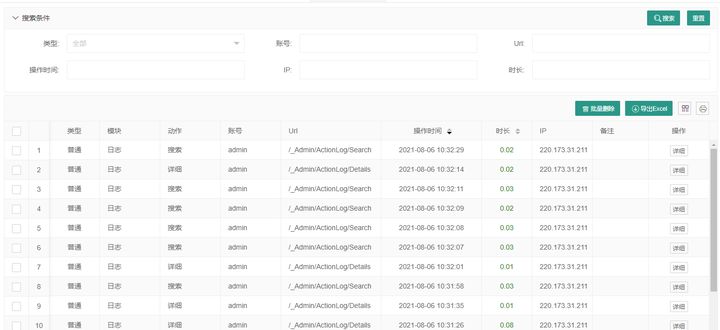 搜索条件 搜索 重置
类型: 全部 账号: Url:
操作时间: IP: 时长:
批量删除 导出Excel
类型 模块 动作 账号 Url 操作时间 时长 IP 备注 操作
1 普通 日志 搜索 admin /_Admin/ActionLog/Search 2021-08-06 10:32:29 0.02 220.173.31.211 详细
2 普通 日志 详细 admin /_Admin/ActionLog/Details 2021-08-06 10:32:14 0.02 220.173.31.211 详细
3 普通 日志 搜索 admin /_Admin/ActionLog/Search 2021-08-06 10:32:11 0.03 220.173.31.211 详细
4 普通 日志 搜索 admin /_Admin/ActionLog/Search 2021-08-06 10:32:09 0.02 220.173.31.211 详细
5 普通 日志 搜索 admin /_Admin/ActionLog/Search 2021-08-06 10:32:08 0.03 220.173.31.211 详细
6 普通 日志 搜索 admin /_Admin/ActionLog/Search 2021-08-06 10:32:07 0.03 220.173.31.211 详细
7 普通 日志 详细 admin /_Admin/ActionLog/Details 2021-08-06 10:32:01 0.01 220.173.31.211 详细
8 普通 日志 搜索 admin /_Admin/ActionLog/Search 2021-08-06 10:31:58 0.03 220.173.31.211 详细
9 普通 日志 详细 admin /_Admin/ActionLog/Details 2021-08-06 10:31:35 0.01 220.173.31.211 详细
10 普通 日志 详细 admin /_Admin/ActionLog/Details 2021-08-06 10:31:26 0.08 220.173.31.211 详细